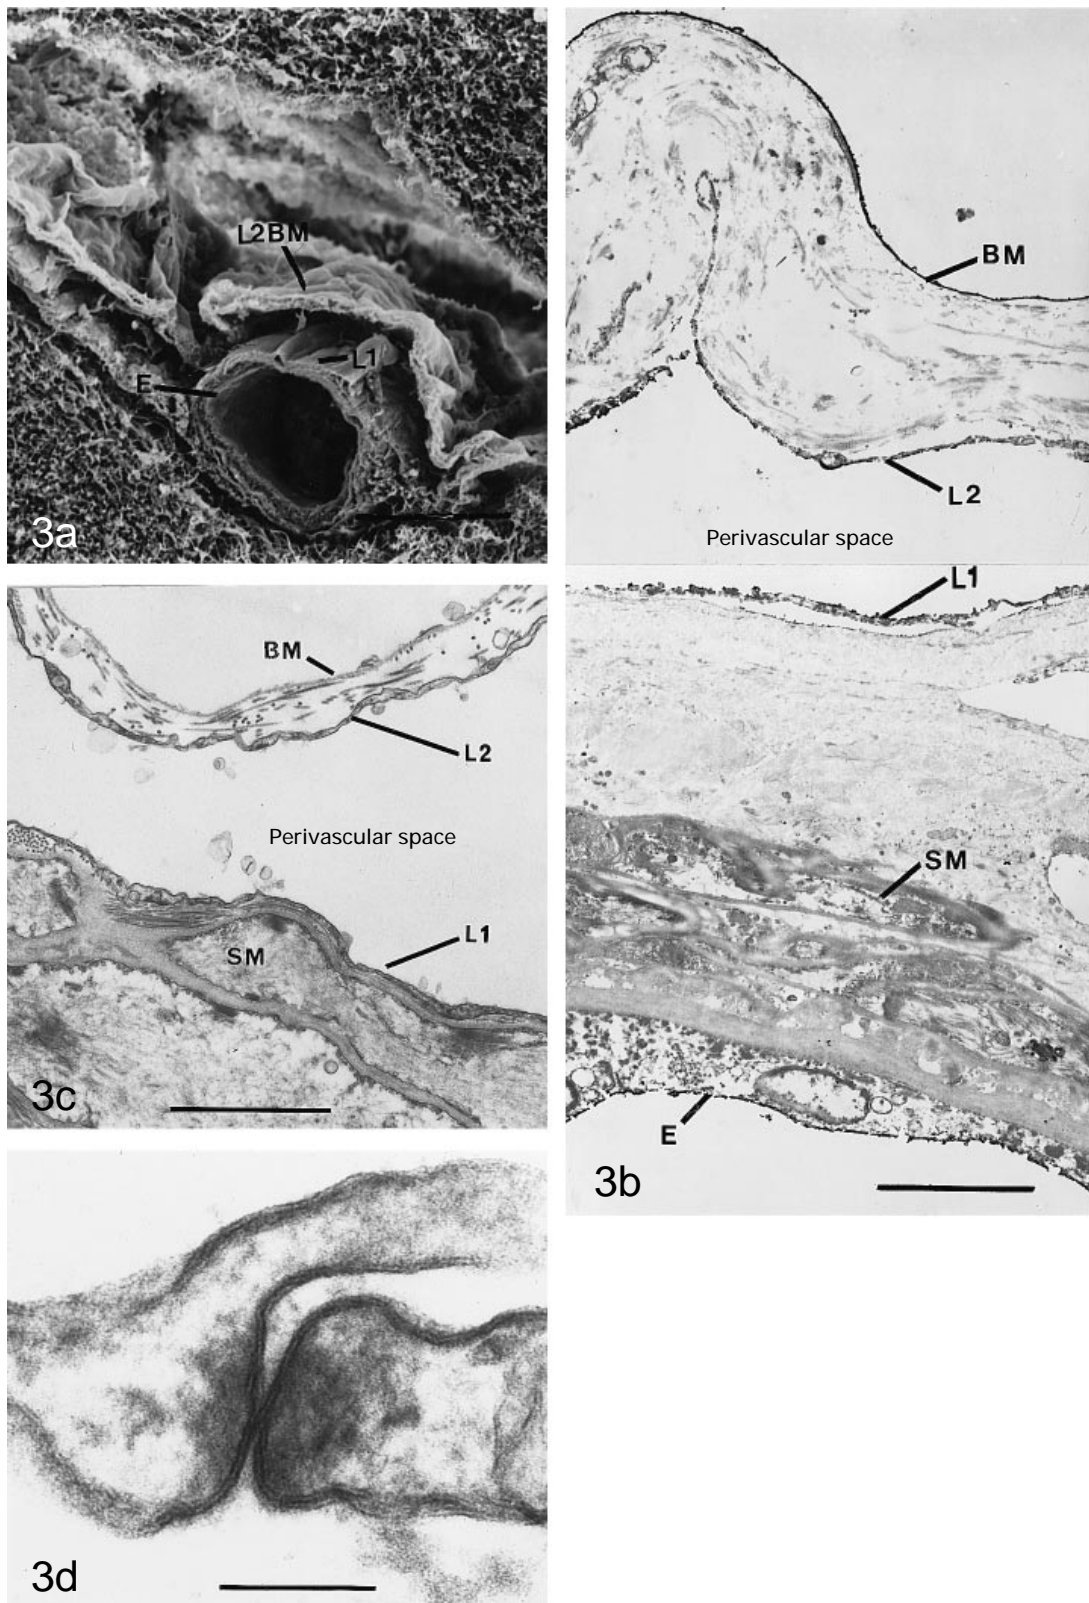 L2BM
L1
E
3a
BM
L2
Perivascular space
L1
SM
E
3b
BM
L2
Perivascular space
L1
SM
3c
3d